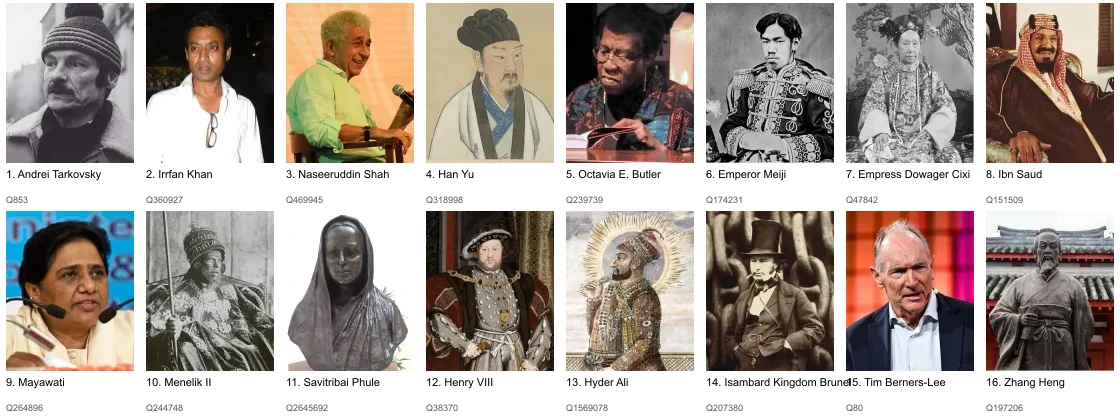 1. Andrei Tarkovsky
2. Irrfan Khan
3. Naseeruddin Shah
4. Han Yu
5. Octavia E. Butler
6. Emperor Meiji
7. Empress Dowager Cixi
8. Ibn Saud
Q853
Q360927
Q469945
Q318998
Q239739
Q174231
Q47842
Q151509
9. Mayawati
10. Menelik II
11. Savitribai Phule
12. Henry VIII
13. Hyder Ali
14. Isambard Kingdom Brunel
15. Tim Berners-Lee
16. Zhang Heng
Q264896
Q244748
Q2645692
Q38370
Q1569078
Q207380
Q80
Q197206